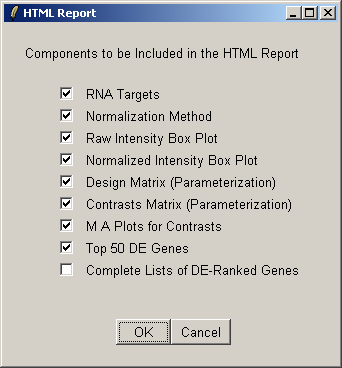 HTML Report
Components to be Included in the HTML Report
RNA Targets
Normalization Method
Raw Intensity Box Plot
Normalized Intensity Box Plot
Design Matrix (Parameterization)
Contrasts Matrix (Parameterization)
M A Plots for Contrasts
Top 50 DE Genes
Complete Lists of DE-Ranked Genes
OK Cancel